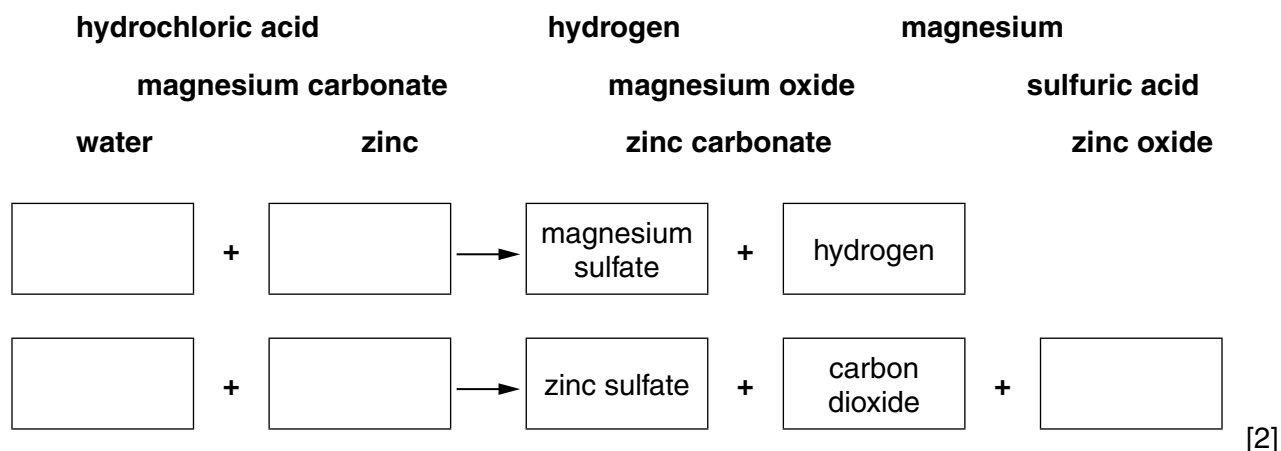 hydrochloric acid hydrogen magnesium
magnesium carbonate magnesium oxide sulfuric acid
water zinc zinc carbonate zinc oxide
+ magnesium sulfate + hydrogen
+ zinc sulfate + carbon dioxide +
[2]